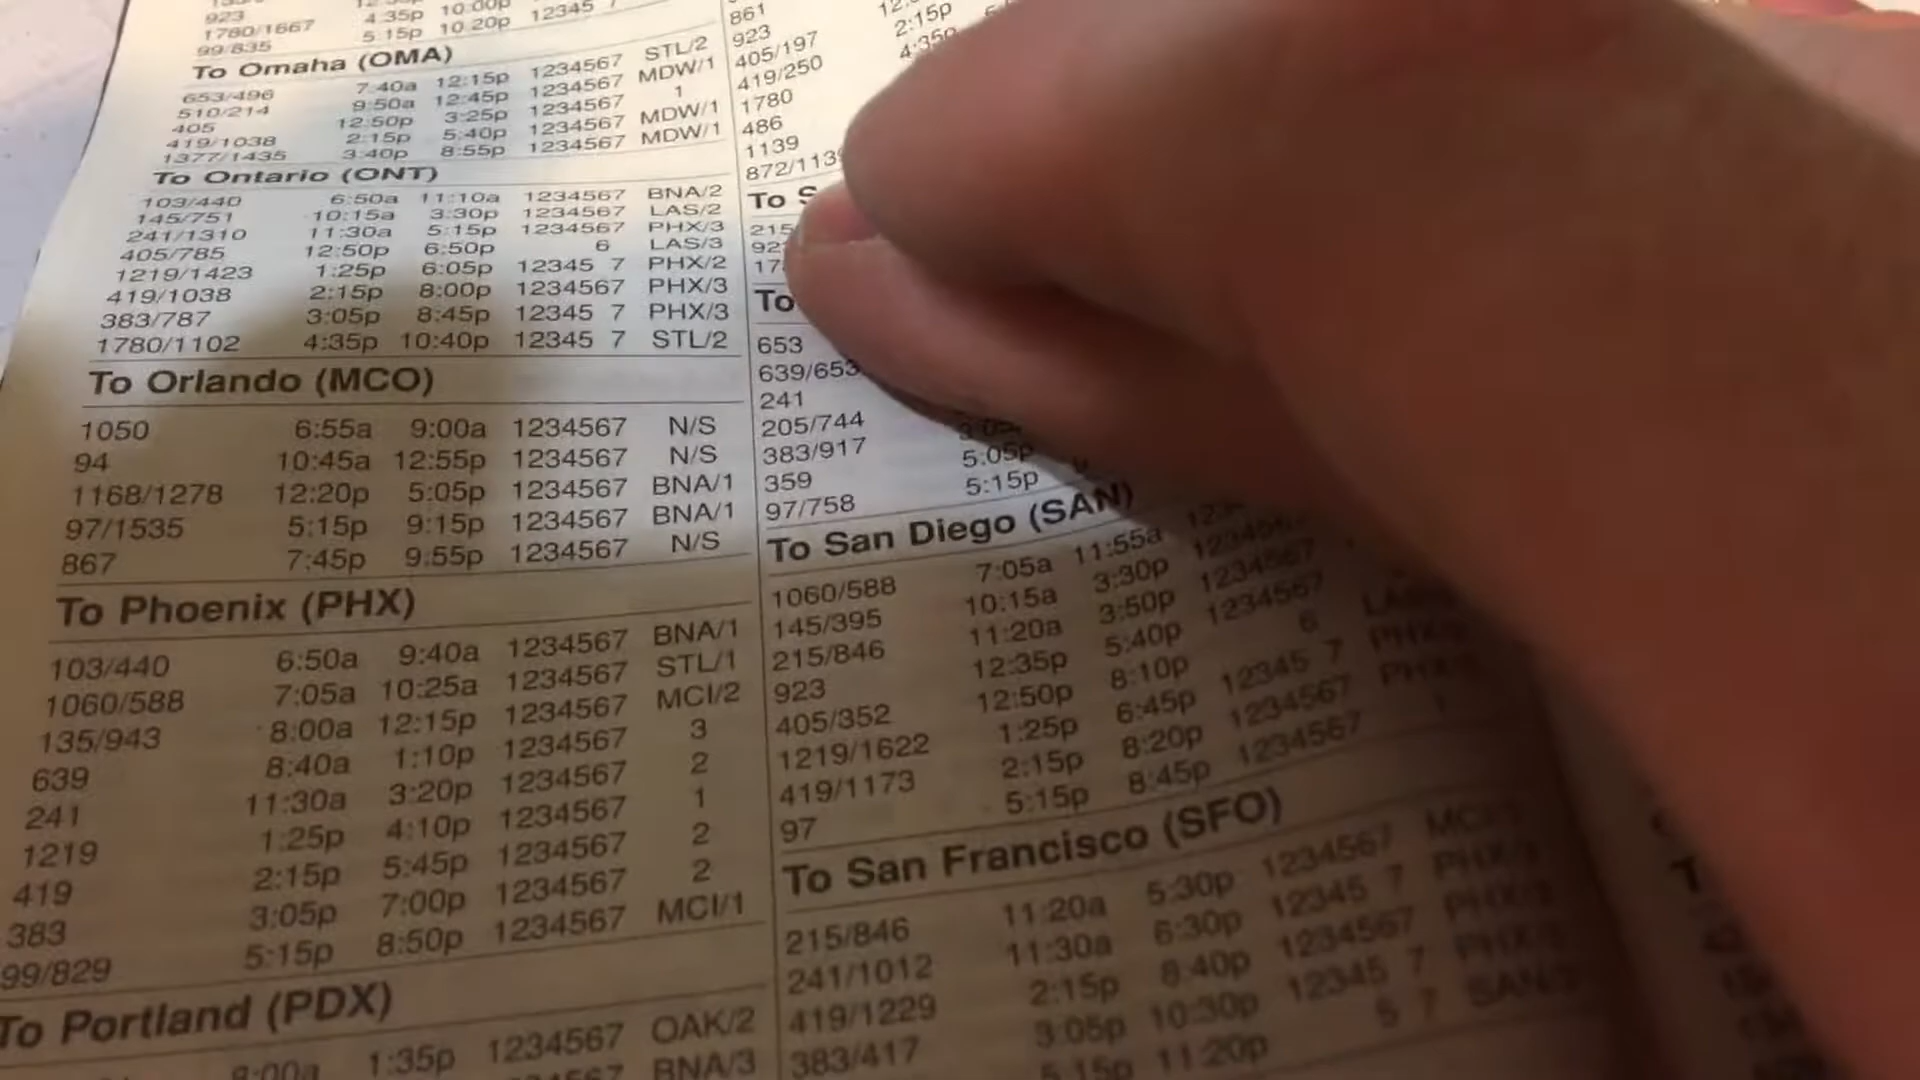 923 4:35p 10:00p
1780/1667 5:15p 10:20p 12345 7
99/835
To Omaha (OMA)
653/496 7:40a 12:15p 1234567 STL/2
510/214 9:50a 12:45p 1234567 MDW/1
405 12:50p 3:25p 1234567 1
419/1038 2:15p 5:40p 1234567 MDW/1
1377/1435 3:40p 8:55p 1234567 MDW/1
To Ontario (ONT)
103/440 6:50a 11:10a 1234567 BNA/2
145/751 10:15a 3:30p 1234567 LAS/2
241/1310 11:30a 5:15p 1234567 PHX/3
405/785 12:50p 6:50p 6 LAS/3
1219/1423 1:25p 6:05p 12345 7 PHX/2
419/1038 2:15p 8:00p 1234567 PHX/3
383/787 3:05p 8:45p 12345 7 PHX/3
1780/1102 4:35p 10:40p 12345 7 STL/2
To Orlando (MCO)
1050 6:55a 9:00a 1234567 N/S
94 10:45a 12:55p 1234567 N/S
1168/1278 12:20p 5:05p 1234567 BNA/1
97/1535 5:15p 9:15p 1234567 BNA/1
867 7:45p 9:55p 1234567 N/S
To Phoenix (PHX)
103/440 6:50a 9:40a 1234567 BNA/1
1060/588 7:05a 10:25a 1234567 STL/1
135/943 8:00a 12:15p 1234567 MCI/2
639 8:40a 1:10p 1234567 3
241 11:30a 3:20p 1234567 2
1219 1:25p 4:10p 1234567 1
419 2:15p 5:45p 1234567 2
383 3:05p 7:00p 1234567 2
99/829 5:15p 8:50p 1234567 MCI/1
To Portland (PDX)
8:00a 1:35p 1234567 OAK/2
BNA/3
861
923 2:15p
405/197 4:35p
419/250
1780
486
1139
872/1139
To
215
To
653
639/653
241
205/744
383/917 5:05p
359 5:15p
97/758
To San Diego (SAN)
1060/588 7:05a 11:55a
145/395 10:15a 3:30p 1234567
215/846 11:20a 3:50p 1234567
923 12:35p 5:40p 1234567
405/352 12:50p 8:10p 6
1219/1622 1:25p 6:45p 12345 7
419/1173 2:15p 8:20p 1234567
97 5:15p 8:45p 1234567
To San Francisco (SFO)
215/846 11:20a 5:30p 1234567
241/1012 11:30a 6:30p 12345 7
419/1229 2:15p 8:40p 1234567
383/417 3:05p 10:30p 12345 7
5:15p 11:20p 5 7